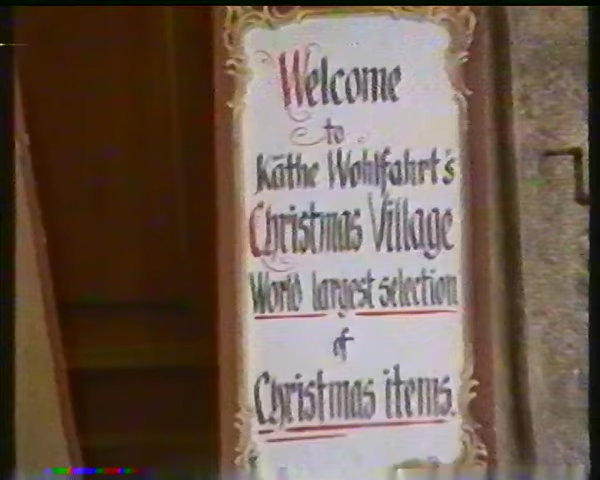 Welcome
to
Käthe Wohlfahrt's
Christmas Village
World largest selection
of
Christmas items.